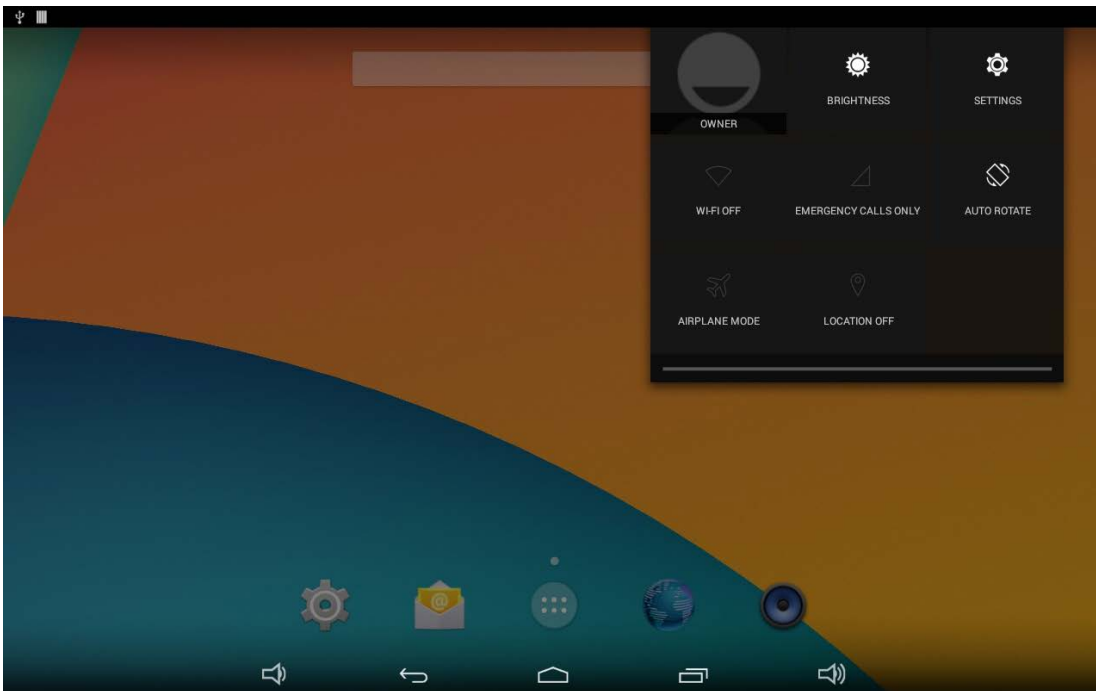 OWNER
BRIGHTNESS
SETTINGS
WI-FI OFF
EMERGENCY CALLS ONLY
AUTO ROTATE
AIRPLANE MODE
LOCATION OFF
@